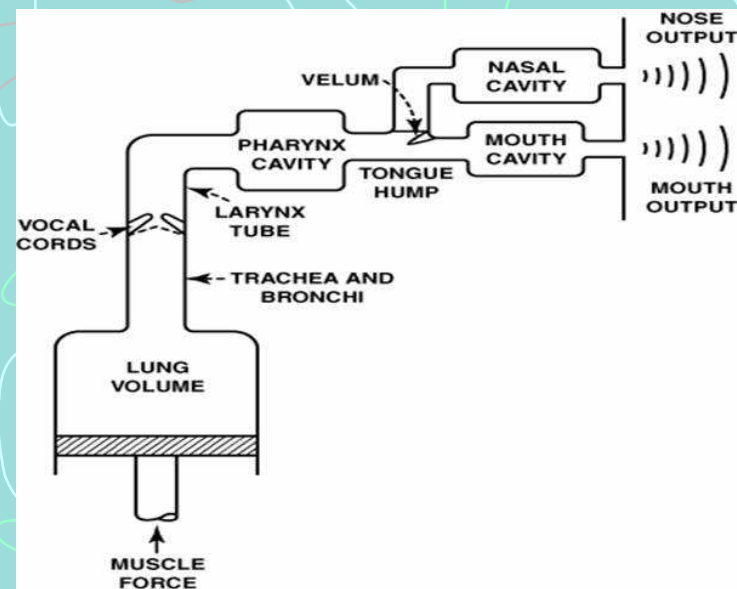 NOSE
OUTPUT
VELUM
NASAL
CAVITY
PHARYNX
CAVITY
MOUTH
CAVITY
TONGUE
HUMP
MOUTH
OUTPUT
VOCAL
CORDS
LARYNX
TUBE
TRACHEA AND
BRONCHI
LUNG
VOLUME
MUSCLE
FORCE